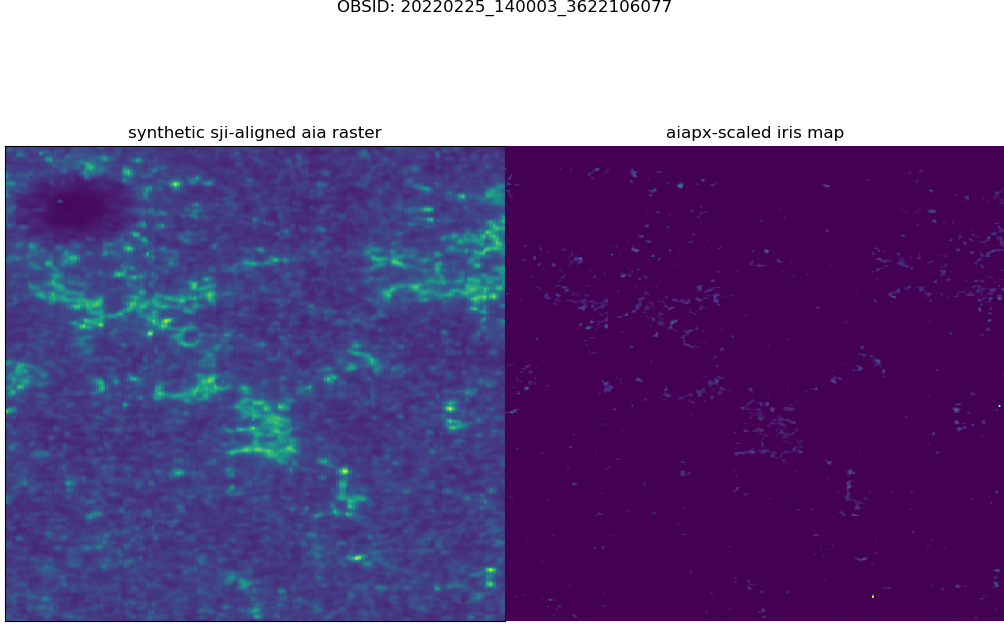 OBSID: 20220225_140003_3622106077
synthetic sji-aligned aia raster
aiapx-scaled iris map